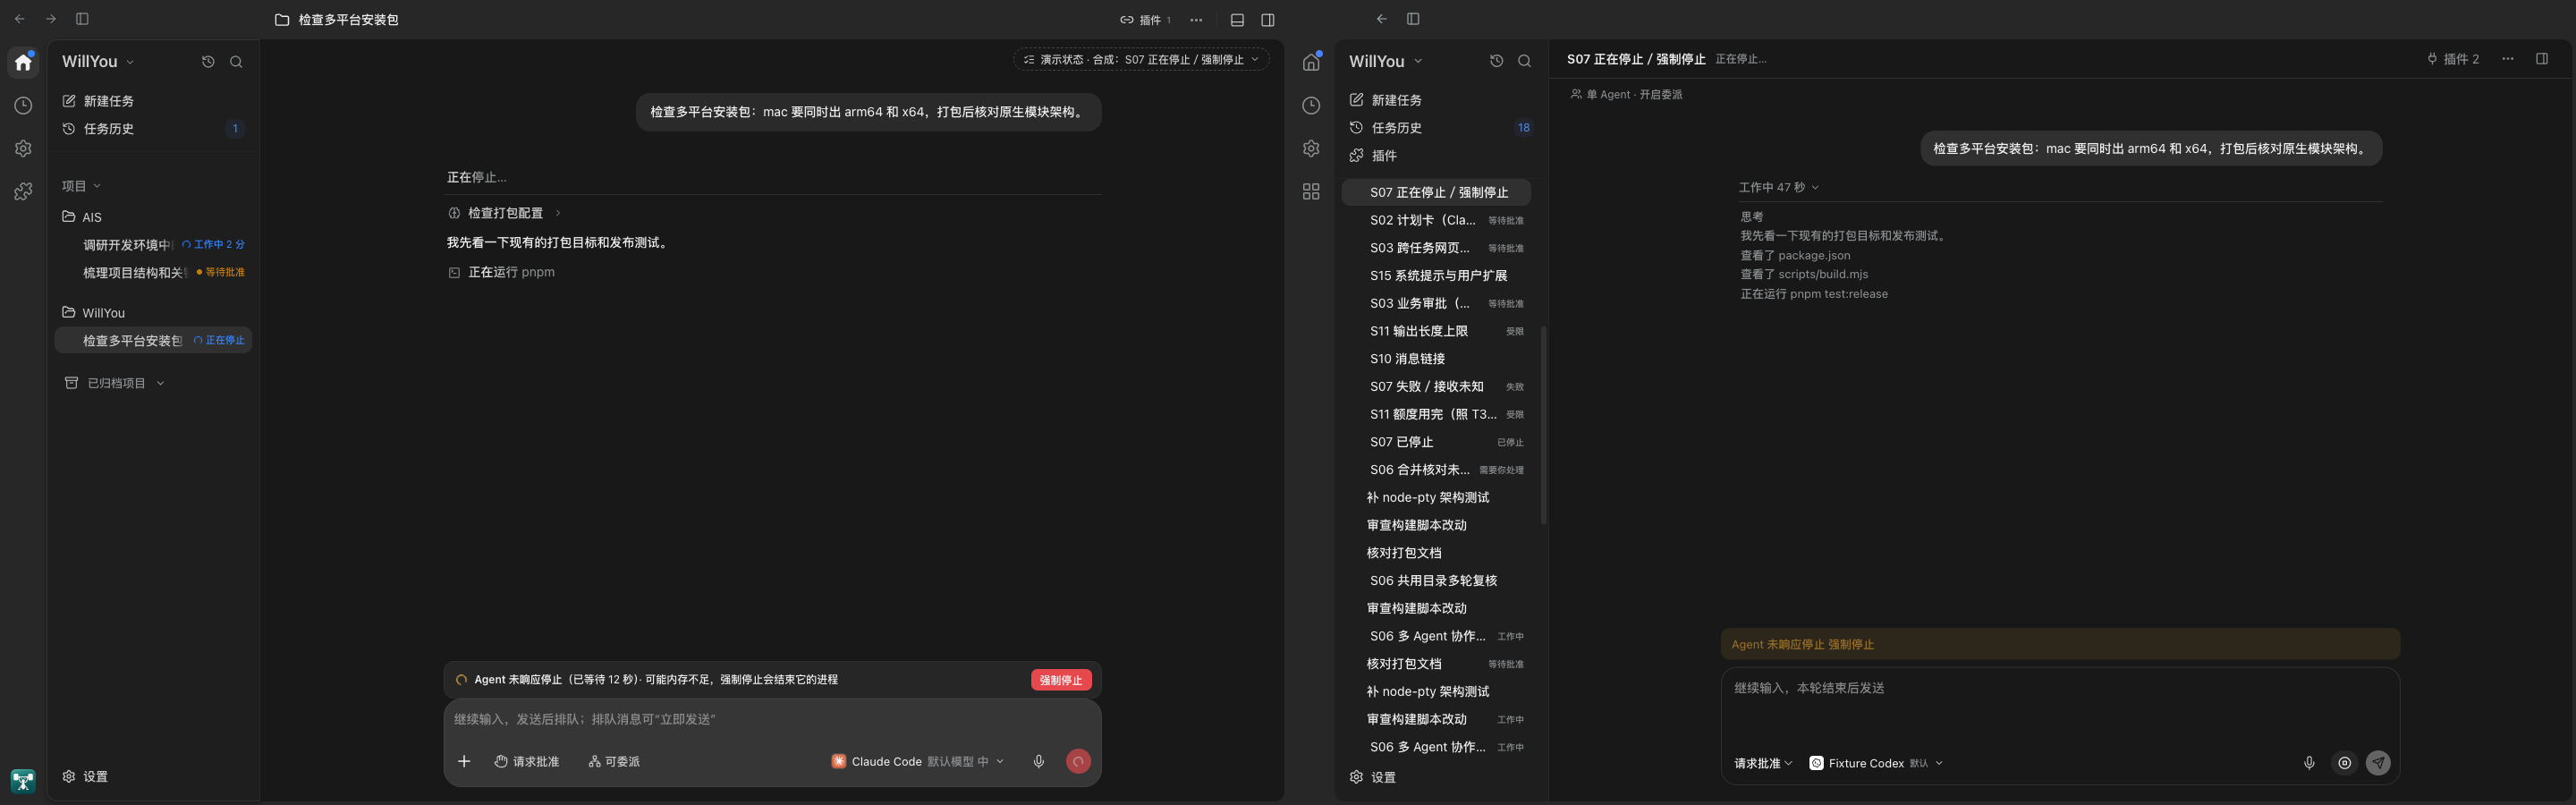 检查多平台安装包
插件 1
WillYou
新建任务
任务历史 1
项目
AIS
调研开发环境中 工作中 2 分
梳理项目结构和关 等待批准
WillYou
检查多平台安装包 正在停止
已归档项目
设置
演示状态 · 合成：S07 正在停止 / 强制停止
检查多平台安装包：mac 要同时出 arm64 和 x64，打包后核对原生模块架构。
正在停止...
检查打包配置
我先看一下现有的打包目标和发布测试。
正在运行 pnpm
Agent 未响应停止（已等待 12 秒）· 可能内存不足，强制停止会结束它的进程
强制停止
继续输入，发送后排队；排队消息可“立即发送”
请求批准
可委派
Claude Code 默认模型 中
WillYou
新建任务
任务历史 18
插件
S07 正在停止 / 强制停止
S02 计划卡（Cla... 等待批准
S03 跨任务网页... 等待批准
S15 系统提示与用户扩展
S03 业务审批（... 等待批准
S11 输出长度上限 受限
S10 消息链接
S07 失败 / 接收未知 失败
S11 额度用完（照 T3... 受限
S07 已停止 已停止
S06 合并核对未... 需要你处理
补 node-pty 架构测试
审查构建脚本改动
核对打包文档
S06 共用目录多轮复核
审查构建脚本改动
S06 多 Agent 协作... 工作中
核对打包文档 等待批准
补 node-pty 架构测试
审查构建脚本改动 工作中
S06 多 Agent 协作... 工作中
设置
S07 正在停止 / 强制停止 正在停止...
插件 2
单 Agent · 开启委派
检查多平台安装包：mac 要同时出 arm64 和 x64，打包后核对原生模块架构。
工作中 47 秒
思考
我先看一下现有的打包目标和发布测试。
查看了 package.json
查看了 scripts/build.mjs
正在运行 pnpm test:release
Agent 未响应停止 强制停止
继续输入，本轮结束后发送
请求批准
Fixture Codex 默认